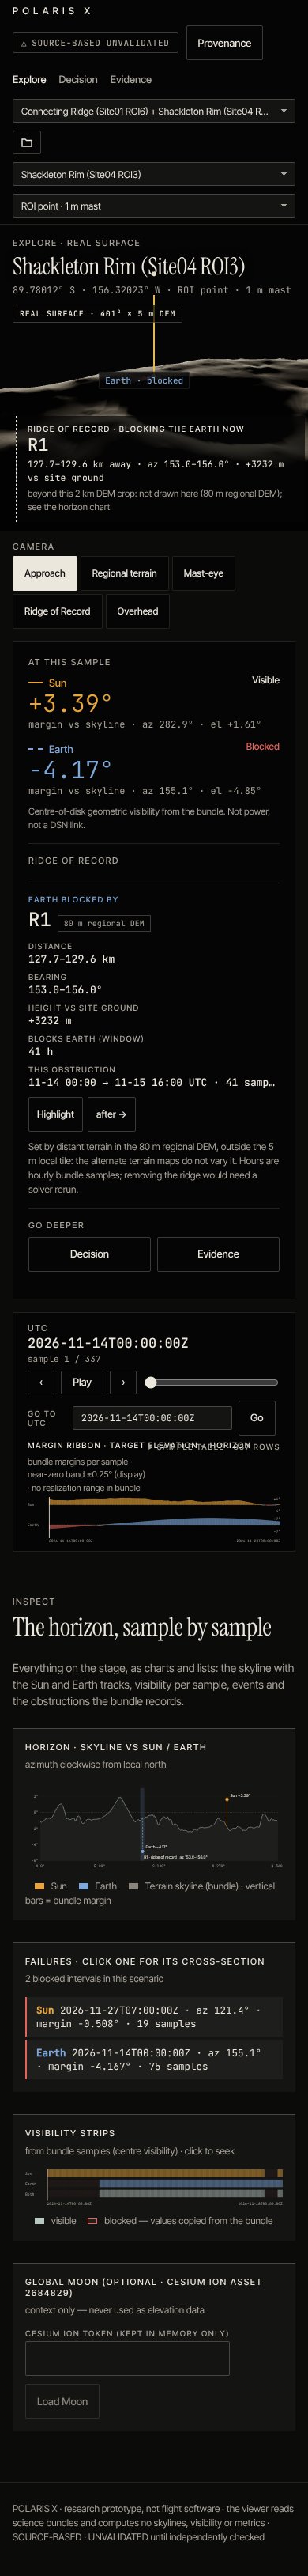 POLARIS X
△ SOURCE-BASED UNVALIDATED
Provenance
Explore Decision Evidence
Connecting Ridge (Site01 ROI6) + Shackleton Rim (Site04 R...
Shackleton Rim (Site04 ROI3)
ROI point · 1 m mast
EXPLORE · REAL SURFACE
Shackleton Rim (Site04 ROI3)
89.78012° S · 156.32023° W · ROI point · 1 m mast
REAL SURFACE · 401² × 5 m DEM
Earth · blocked
RIDGE OF RECORD · BLOCKING THE EARTH NOW
R1
127.7–129.6 km away · az 153.0–156.0° · +3232 m
vs site ground
beyond this 2 km DEM crop: not drawn here (80 m regional DEM);
see the horizon chart
CAMERA
Approach
Regional terrain
Mast-eye
Ridge of Record
Overhead
AT THIS SAMPLE
Sun
Visible
+3.39°
margin vs skyline · az 282.9° · el +1.61°
Earth
Blocked
-4.17°
margin vs skyline · az 155.1° · el -4.85°
Centre-of-disk geometric visibility from the bundle. Not power,
not a DSN link.
RIDGE OF RECORD
EARTH BLOCKED BY
R1 80 m regional DEM
DISTANCE
127.7–129.6 km
BEARING
153.0–156.0°
HEIGHT VS SITE GROUND
+3232 m
BLOCKS EARTH (WINDOW)
41 h
THIS OBSTRUCTION
11-14 00:00 → 11-15 16:00 UTC · 41 samp…
Highlight
after →
Set by distant terrain in the 80 m regional DEM, outside the 5
m local tile: the alternate terrain maps do not vary it. Hours are
hourly bundle samples; removing the ridge would need a
solver rerun.
GO DEEPER
Decision
Evidence
UTC
2026-11-14T00:00:00Z
sample 1 / 337
‹
Play
›
GO TO
UTC
2026-11-14T00:00:00Z
Go
MARGIN RIBBON · TARGET ELEVATION − HORIZON
ROWS
bundle margins per sample ·
near-zero band ±0.25° (display)
· no realization range in bundle
Sun
Earth
INSPECT
The horizon, sample by sample
Everything on the stage, as charts and lists: the skyline with
the Sun and Earth tracks, visibility per sample, events and
the obstructions the bundle records.
HORIZON · SKYLINE VS SUN / EARTH
azimuth clockwise from local north
Sun +3.39°
Earth −4.17°
Sun
Earth
Terrain skyline (bundle) · vertical
bars = bundle margin
FAILURES · CLICK ONE FOR ITS CROSS-SECTION
2 blocked intervals in this scenario
Sun 2026-11-27T07:00:00Z · az 121.4° ·
margin -0.508° · 19 samples
Earth 2026-11-14T00:00:00Z · az 155.1°
· margin -4.167° · 75 samples
VISIBILITY STRIPS
from bundle samples (centre visibility) · click to seek
Sun
Earth
Both
visible
blocked — values copied from the bundle
GLOBAL MOON (OPTIONAL · CESIUM ION ASSET
2684829)
context only — never used as elevation data
CESIUM ION TOKEN (KEPT IN MEMORY ONLY)
Load Moon
POLARIS X · research prototype, not flight software · the viewer reads
science bundles and computes no skylines, visibility or metrics ·
SOURCE-BASED · UNVALIDATED until independently checked